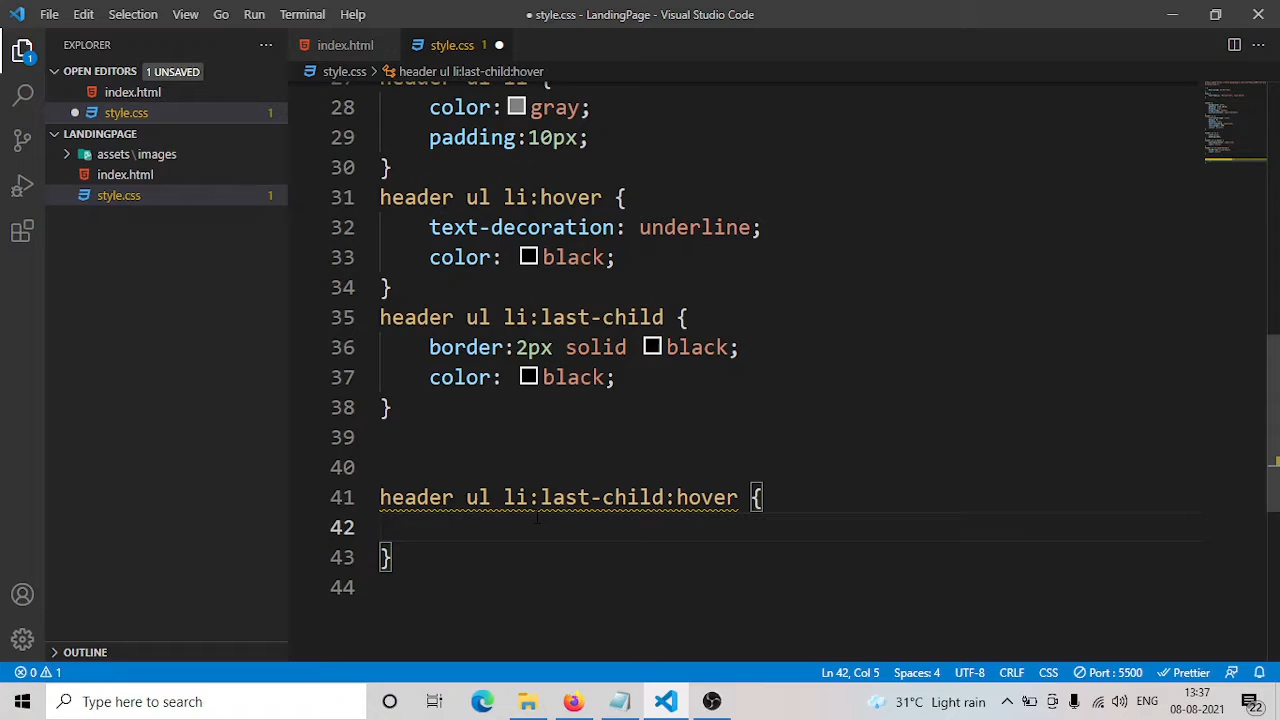 File Edit Selection View Go Run Terminal Help
style.css - LandingPage - Visual Studio Code
EXPLORER
index.html
style.css 1
OPEN EDITORS 1 UNSAVED
style.css > header ul li:last-child:hover
index.html
style.css 1
LANDINGPAGE
assets\images
index.html
style.css 1
28 color: gray;
29 padding:10px;
30 }
31 header ul li:hover {
32 text-decoration: underline;
33 color: black;
34 }
35 header ul li:last-child {
36 border:2px solid black;
37 color: black;
38 }
39
40
41 header ul li:last-child:hover {
42
43 }
44
OUTLINE
0 1
Ln 42, Col 5 Spaces: 4 UTF-8 CRLF CSS Port : 5500 Prettier
Type here to search
31°C Light rain
13:37
08-08-2021
22